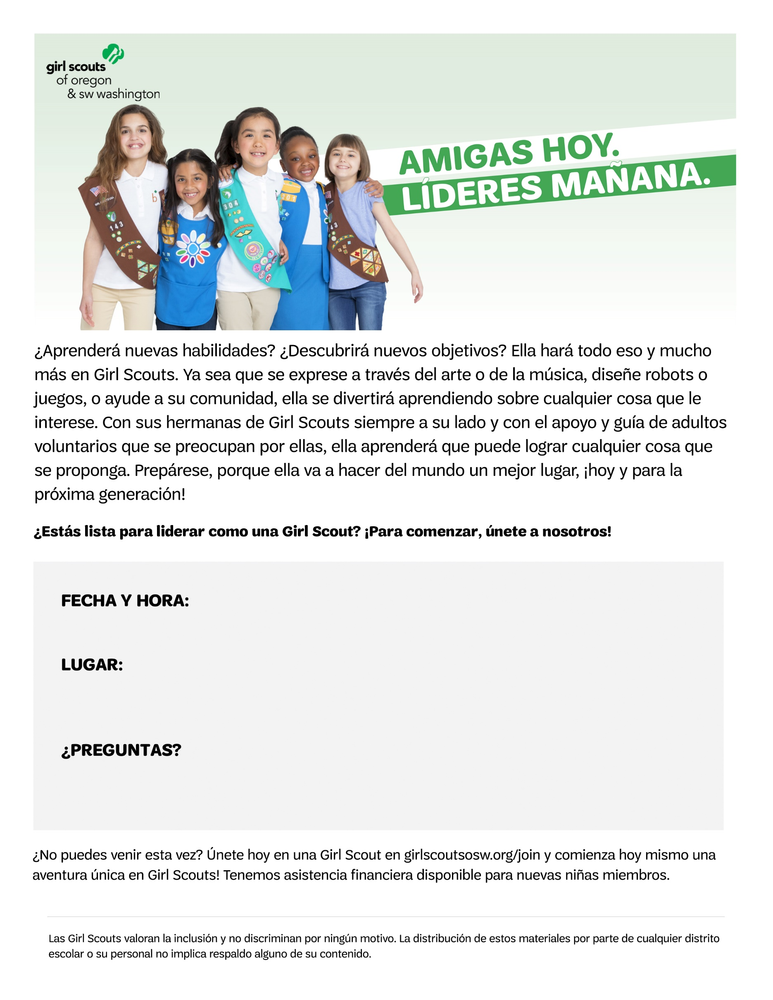 girl scouts
of oregon
& sw washington
AMIGAS HOY.
LÍDERES MAÑANA.
GIRL SCOUTS USA
143
304
201
143
¿Aprenderá nuevas habilidades? ¿Descubrirá nuevos objetivos? Ella hará todo eso y mucho
más en Girl Scouts. Ya sea que se exprese a través del arte o de la música, diseñe robots o
juegos, o ayude a su comunidad, ella se divertirá aprendiendo sobre cualquier cosa que le
interese. Con sus hermanas de Girl Scouts siempre a su lado y con el apoyo y guía de adultos
voluntarios que se preocupan por ellas, ella aprenderá que puede lograr cualquier cosa que
se proponga. Prepárese, porque ella va a hacer del mundo un mejor lugar, ¡hoy y para la
próxima generación!
¿Estás lista para liderar como una Girl Scout? ¡Para comenzar, únete a nosotros!
FECHA Y HORA:
LUGAR:
¿PREGUNTAS?
¿No puedes venir esta vez? Únete hoy en una Girl Scout en girlscoutsosw.org/join y comienza hoy mismo una
aventura única en Girl Scouts! Tenemos asistencia financiera disponible para nuevas niñas miembros.
Las Girl Scouts valoran la inclusión y no discriminan por ningún motivo. La distribución de estos materiales por parte de cualquier distrito
escolar o su personal no implica respaldo alguno de su contenido.